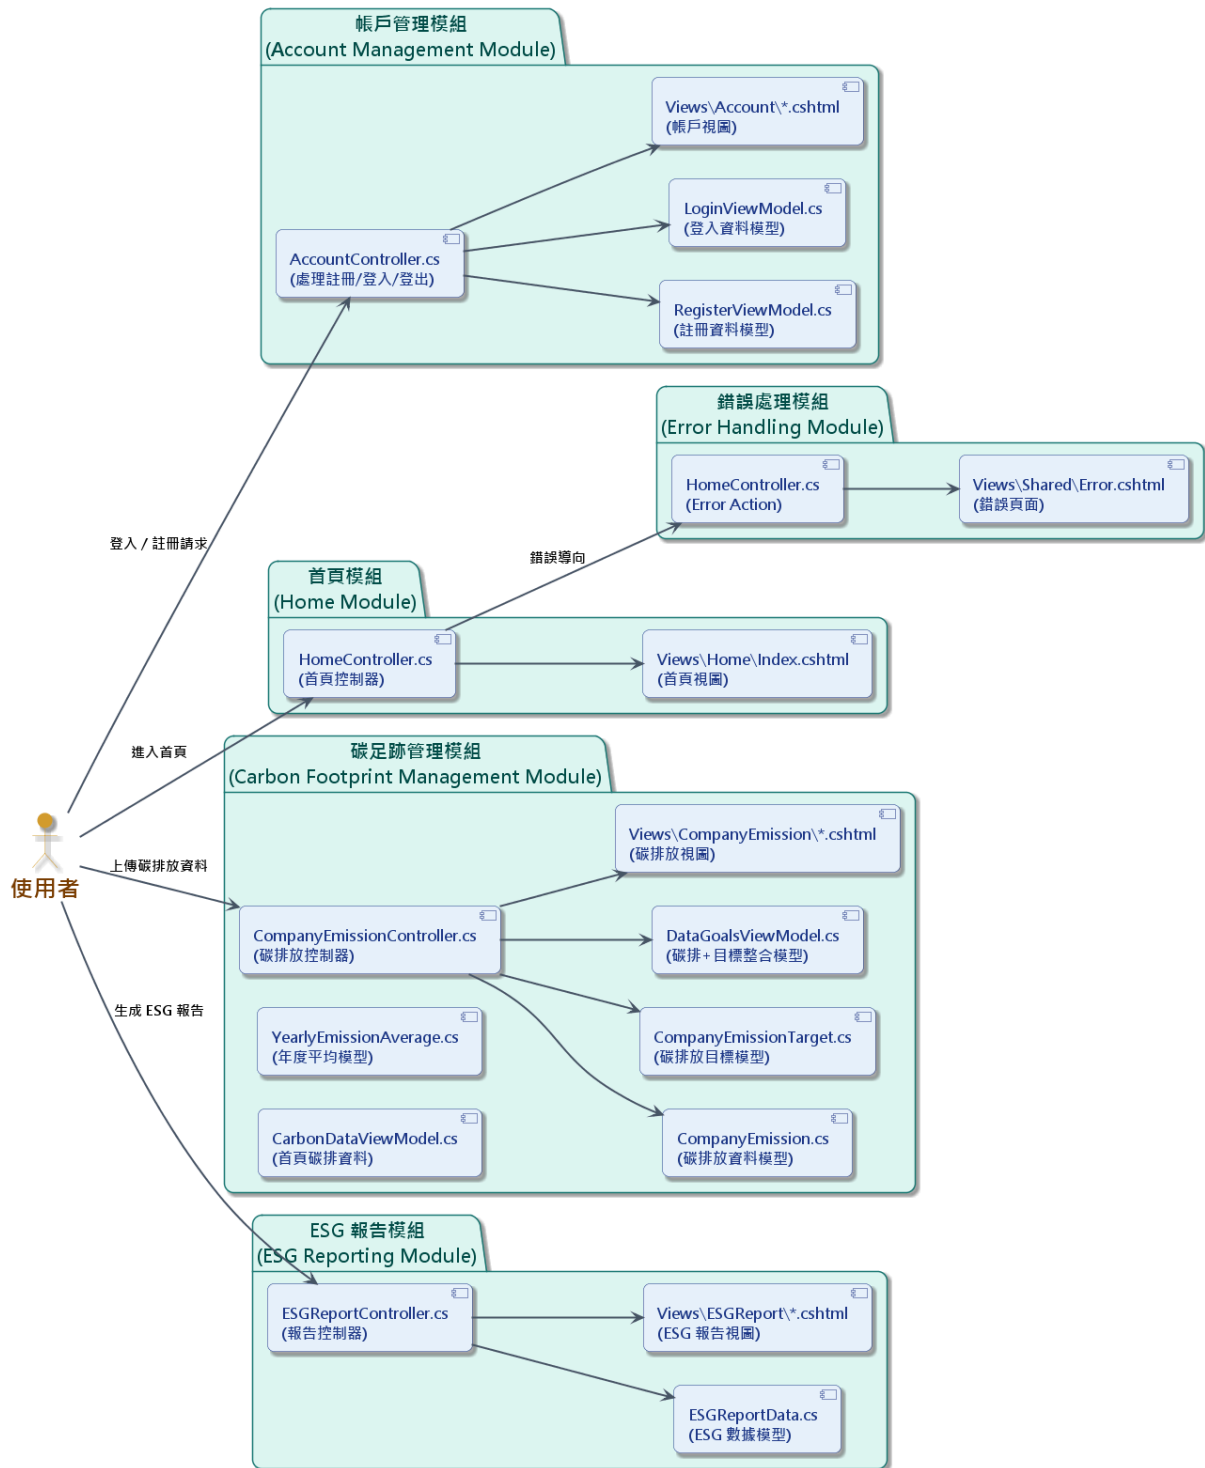 帳戶管理模組
(Account Management Module)
Views\Account\*.cshtml
(帳戶視圖)
LoginViewModel.cs
(登入資料模型)
AccountController.cs
(處理註冊/登入/登出)
RegisterViewModel.cs
(註冊資料模型)
錯誤處理模組
(Error Handling Module)
HomeController.cs
(Error Action)
Views\Shared\Error.cshtml
(錯誤頁面)
登入 / 註冊請求
錯誤導向
首頁模組
(Home Module)
HomeController.cs
(首頁控制器)
Views\Home\Index.cshtml
(首頁視圖)
進入首頁
碳足跡管理模組
(Carbon Footprint Management Module)
Views\CompanyEmission\*.cshtml
(碳排放視圖)
使用者
上傳碳排放資料
CompanyEmissionController.cs
(碳排放控制器)
DataGoalsViewModel.cs
(碳排+目標整合模型)
生成 ESG 報告
YearlyEmissionAverage.cs
(年度平均模型)
CompanyEmissionTarget.cs
(碳排放目標模型)
CarbonDataViewModel.cs
(首頁碳排資料)
CompanyEmission.cs
(碳排放資料模型)
ESG 報告模組
(ESG Reporting Module)
ESGReportController.cs
(報告控制器)
Views\ESGReport\*.cshtml
(ESG 報告視圖)
ESGReportData.cs
(ESG 數據模型)